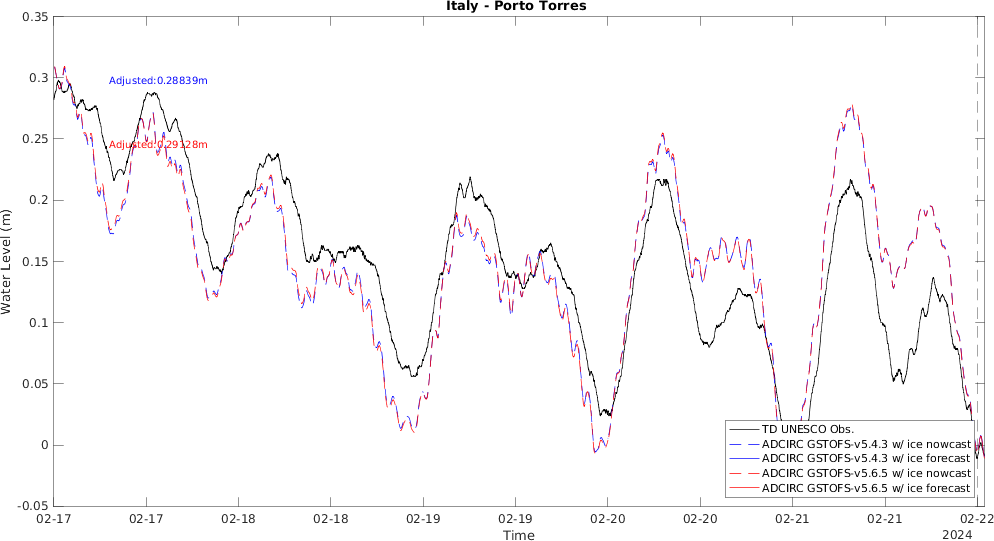 Italy - Porto Torres
0.35
0.3
0.25
0.2
0.15
0.1
0.05
0
-0.05
Water Level (m)
Adjusted:0.28839m
Adjusted:0.29128m
TD UNESCO Obs.
ADCIRC GSTOFS-v5.4.3 w/ ice nowcast
ADCIRC GSTOFS-v5.4.3 w/ ice forecast
ADCIRC GSTOFS-v5.6.5 w/ ice nowcast
ADCIRC GSTOFS-v5.6.5 w/ ice forecast
02-17 02-17 02-18 02-18 02-19 02-19 02-20 02-20 02-21 02-21 02-22
Time
2024